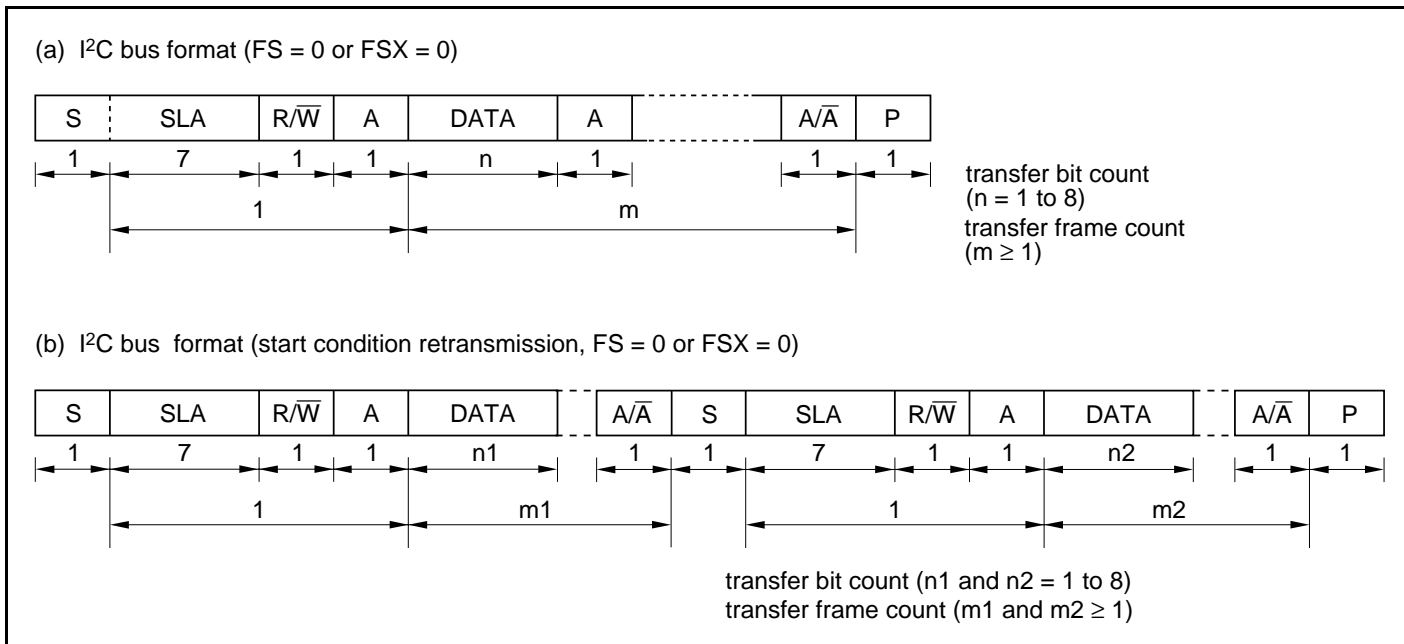 (a) I²C bus format (FS = 0 or FSX = 0)
S SLA R/W̅ A DATA A A/A̅ P
1 7 1 1 n 1 1 1
1 m
transfer bit count
(n = 1 to 8)
transfer frame count
(m ≥ 1)
(b) I²C bus format (start condition retransmission, FS = 0 or FSX = 0)
S SLA R/W̅ A DATA A/A̅ S SLA R/W̅ A DATA A/A̅ P
1 7 1 1 n1 1 1 7 1 1 n2 1 1
1 m1 1 m2
transfer bit count (n1 and n2 = 1 to 8)
transfer frame count (m1 and m2 ≥ 1)